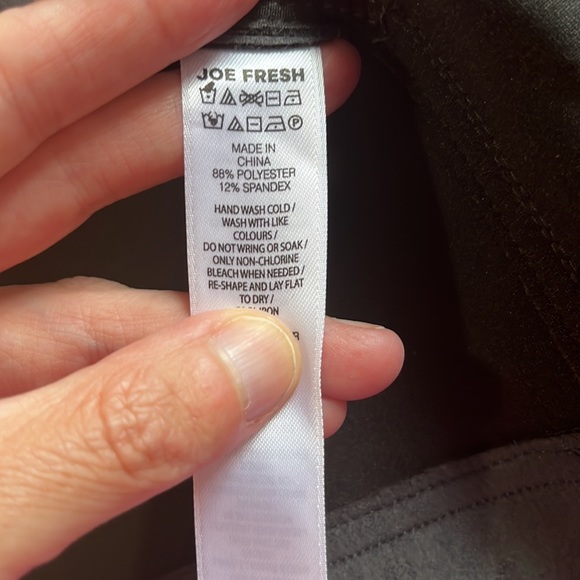 JOE FRESH
MADE IN
CHINA
88% POLYESTER
12% SPANDEX
HAND WASH COLD /
WASH WITH LIKE
COLOURS /
DO NOT WRING OR SOAK /
ONLY NON-CHLORINE
BLEACH WHEN NEEDED /
RE-SHAPE AND LAY FLAT
TO DRY /